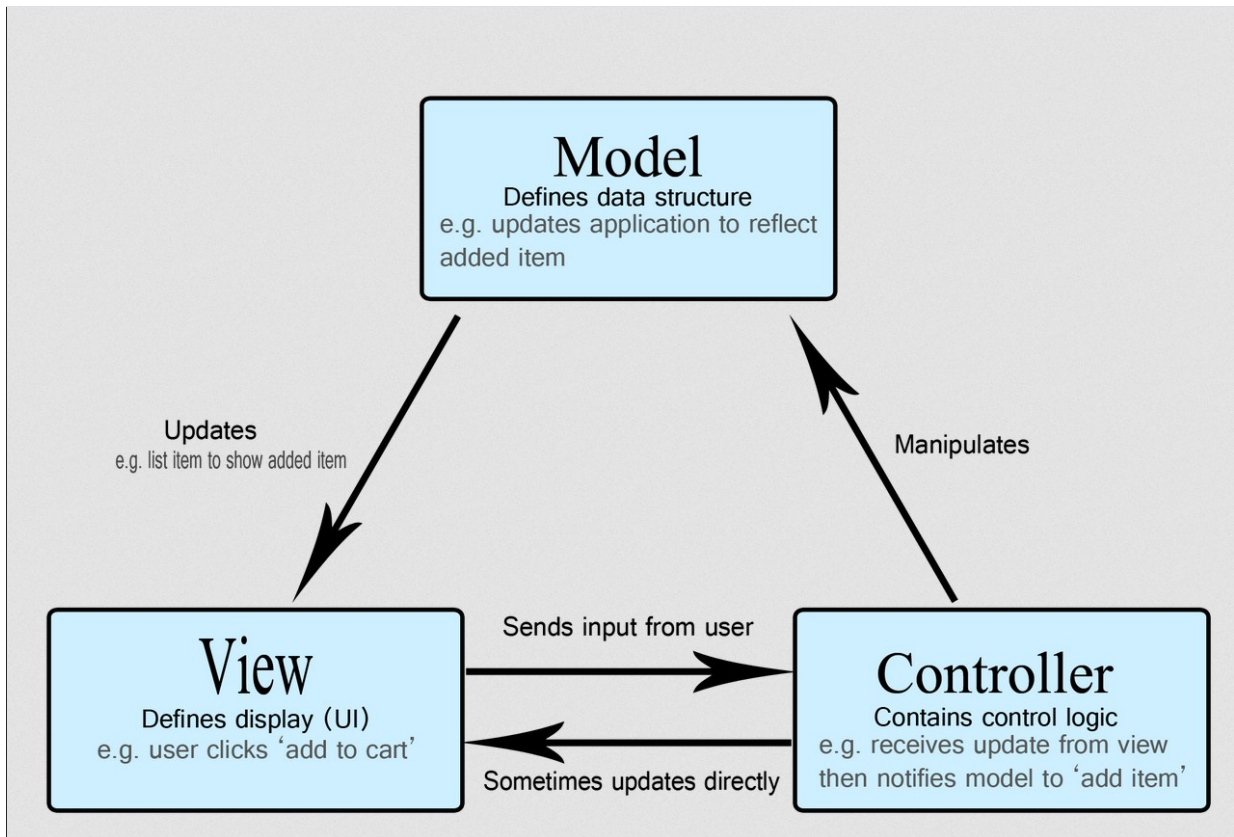 Model
Defines data structure
e.g. updates application to reflect
added item
Updates
e.g. list item to show added item
Manipulates
Sends input from user
View
Defines display (UI)
e.g. user clicks ‘add to cart’
Sometimes updates directly
Controller
Contains control logic
e.g. receives update from view
then notifies model to ‘add item’